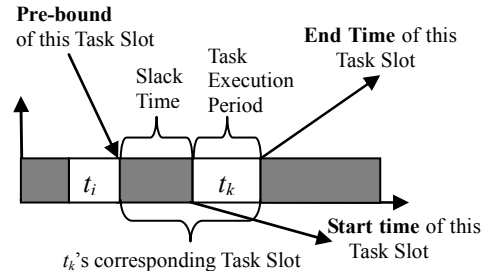 Pre-bound
of this Task Slot
Slack
Time
Task
Execution
Period
End Time of this
Task Slot
t_i
t_k
Start time of this
Task Slot
t_k's corresponding Task Slot